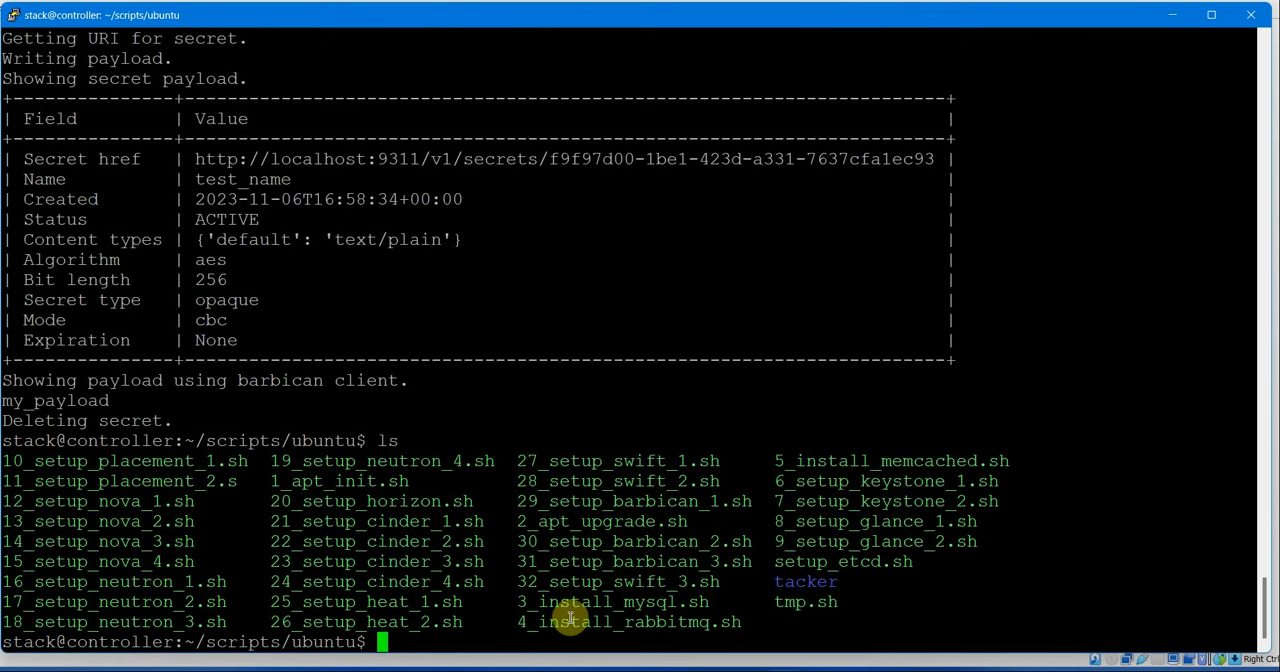 stack@controller: ~/scripts/ubuntu
Getting URI for secret.
Writing payload.
Showing secret payload.
+---------------+------------------------------------------------------------------------+
| Field         | Value                                                                  |
+---------------+------------------------------------------------------------------------+
| Secret href   | http://localhost:9311/v1/secrets/f9f97d00-1be1-423d-a331-7637cfa1ec93 |
| Name          | test_name                                                              |
| Created       | 2023-11-06T16:58:34+00:00                                              |
| Status        | ACTIVE                                                                 |
| Content types | {'default': 'text/plain'}                                              |
| Algorithm     | aes                                                                    |
| Bit length    | 256                                                                    |
| Secret type   | opaque                                                                 |
| Mode          | cbc                                                                    |
| Expiration    | None                                                                   |
+---------------+------------------------------------------------------------------------+
Showing payload using barbican client.
my_payload
Deleting secret.
stack@controller:~/scripts/ubuntu$ ls
10_setup_placement_1.sh  19_setup_neutron_4.sh  27_setup_swift_1.sh     5_install_memcached.sh
11_setup_placement_2.s   1_apt_init.sh          28_setup_swift_2.sh     6_setup_keystone_1.sh
12_setup_nova_1.sh       20_setup_horizon.sh    29_setup_barbican_1.sh  7_setup_keystone_2.sh
13_setup_nova_2.sh       21_setup_cinder_1.sh   2_apt_upgrade.sh        8_setup_glance_1.sh
14_setup_nova_3.sh       22_setup_cinder_2.sh   30_setup_barbican_2.sh  9_setup_glance_2.sh
15_setup_nova_4.sh       23_setup_cinder_3.sh   31_setup_barbican_3.sh  setup_etcd.sh
16_setup_neutron_1.sh    24_setup_cinder_4.sh   32_setup_swift_3.sh     tacker
17_setup_neutron_2.sh    25_setup_heat_1.sh     3_install_mysql.sh      tmp.sh
18_setup_neutron_3.sh    26_setup_heat_2.sh     4_install_rabbitmq.sh
stack@controller:~/scripts/ubuntu$
Right Ctrl